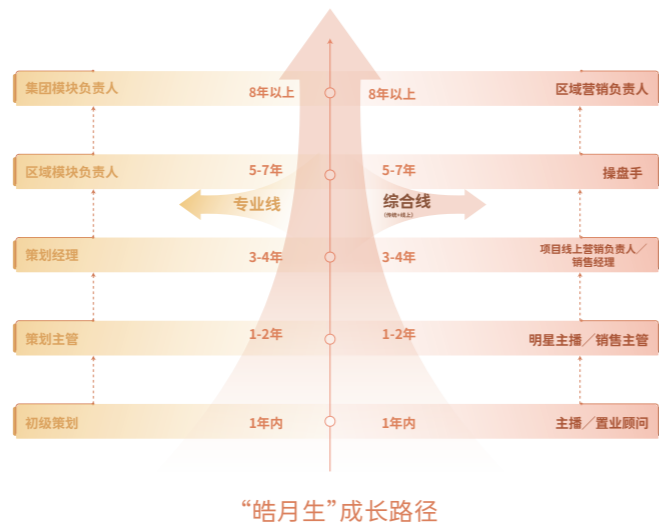 集团模块负责人
8年以上
8年以上
区域营销负责人
区域模块负责人
5-7年
5-7年
操盘手
专业线
综合线
(传统+线上)
策划经理
3-4年
3-4年
项目线上营销负责人／
销售经理
策划主管
1-2年
1-2年
明星主播／销售主管
初级策划
1年内
1年内
主播／置业顾问
“皓月生”成长路径